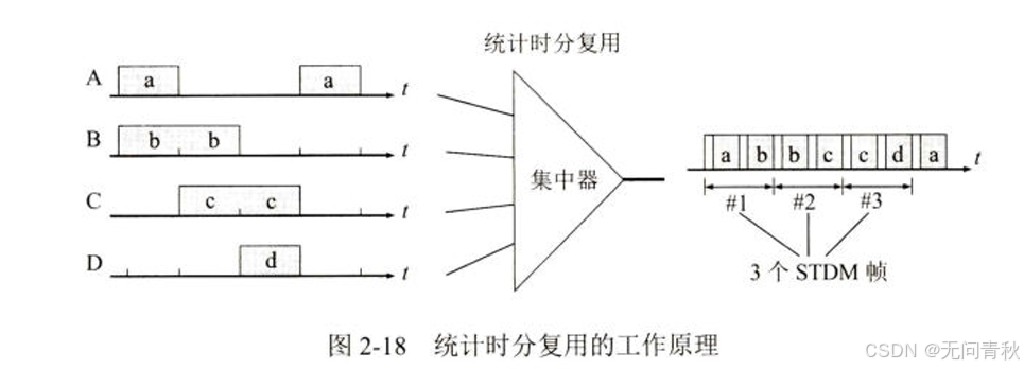 统计时分复用
A a a t
B b b t
C c c t
D d t
集中器
a b b c c d a t
#1 #2 #3
3 个 STDM 帧
图 2-18 统计时分复用的工作原理
CSDN @无问青秋